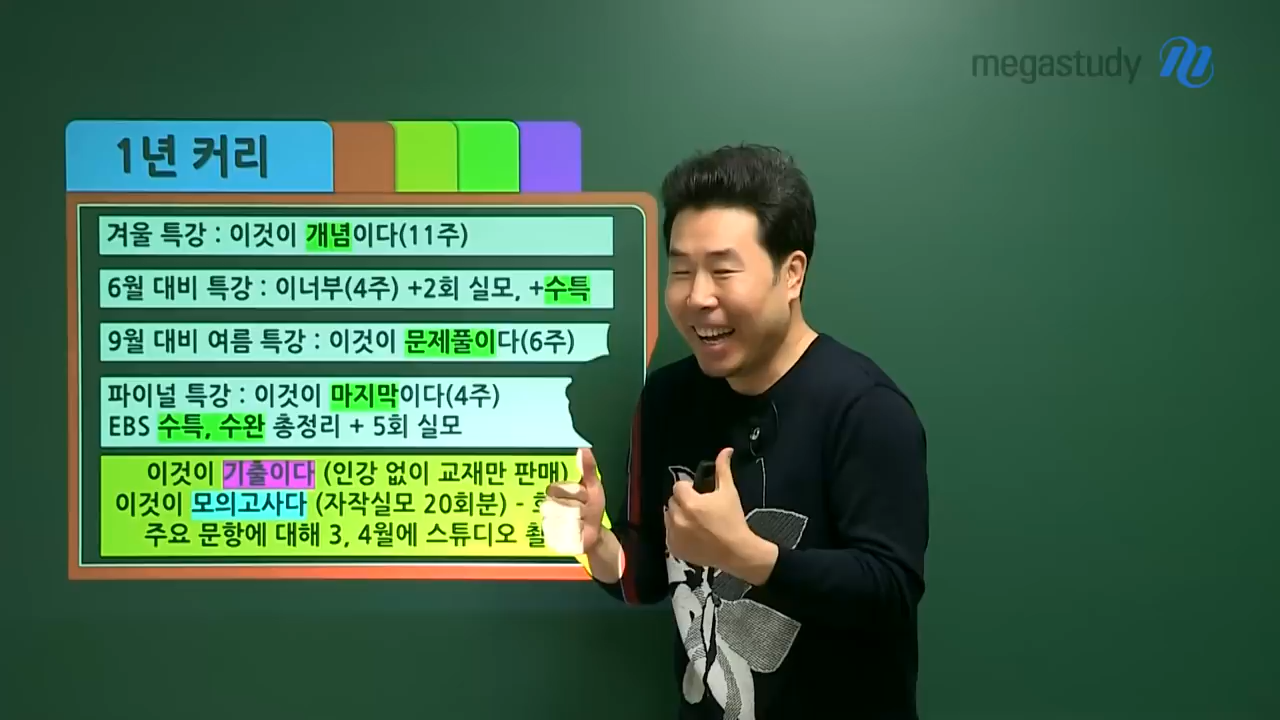 megastudy
1년 커리
겨울 특강 : 이것이 개념이다(11주)
6월 대비 특강 : 이너부(4주) +2회 실모, +수특
9월 대비 여름 특강 : 이것이 문제풀이다(6주)
파이널 특강 : 이것이 마지막이다(4주)
EBS 수특, 수완 총정리 + 5회 실모
이것이 기출이다 (인강 없이 교재만 판매)
이것이 모의고사다 (자작실모 20회분) -
주요 문항에 대해 3, 4월에 스튜디오